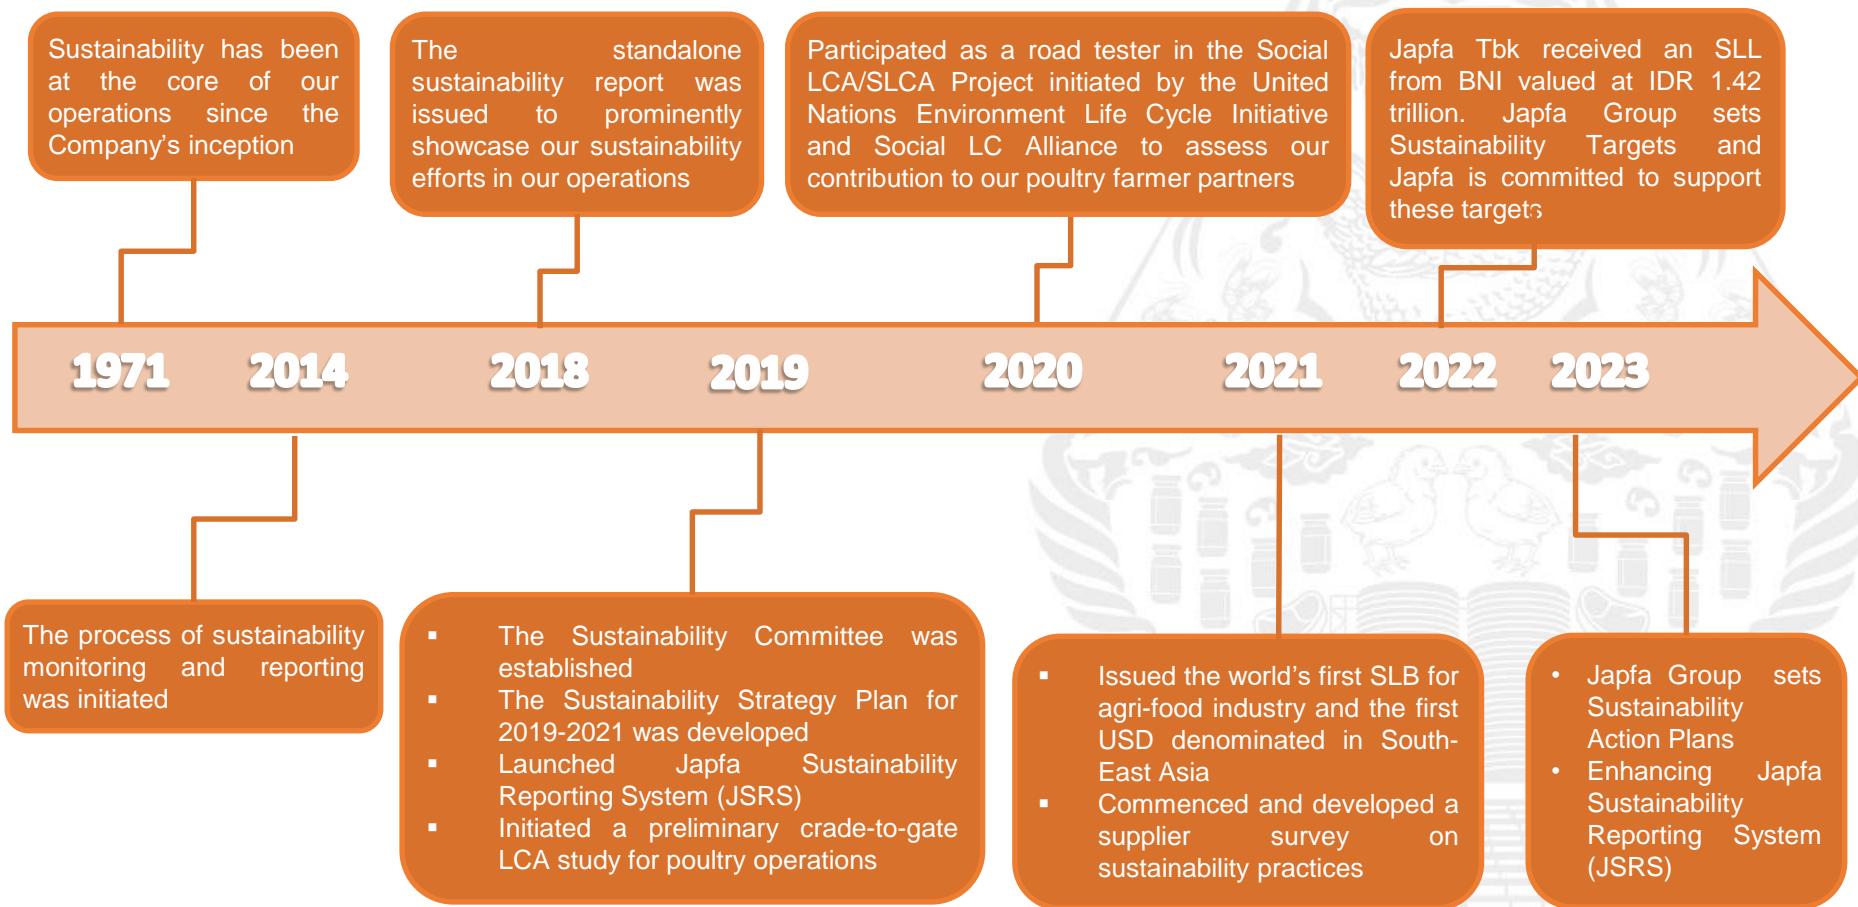 Sustainability has been
at the core of our
operations since the
Company’s inception
The standalone
sustainability report was
issued to prominently
showcase our sustainability
efforts in our operations
Participated as a road tester in the Social
LCA/SLCA Project initiated by the United
Nations Environment Life Cycle Initiative
and Social LC Alliance to assess our
contribution to our poultry farmer partners
Japfa Tbk received an SLL
from BNI valued at IDR 1.42
trillion. Japfa Group sets
Sustainability Targets and
Japfa is committed to support
these targets
1971 2014 2018 2019 2020 2021 2022 2023
The process of sustainability
monitoring and reporting
was initiated
▪ The Sustainability Committee was
established
▪ The Sustainability Strategy Plan for
2019-2021 was developed
▪ Launched Japfa Sustainability
Reporting System (JSRS)
▪ Initiated a preliminary crade-to-gate
LCA study for poultry operations
▪ Issued the world’s first SLB for
agri-food industry and the first
USD denominated in South-
East Asia
▪ Commenced and developed a
supplier survey on
sustainability practices
• Japfa Group sets
Sustainability
Action Plans
• Enhancing Japfa
Sustainability
Reporting System
(JSRS)